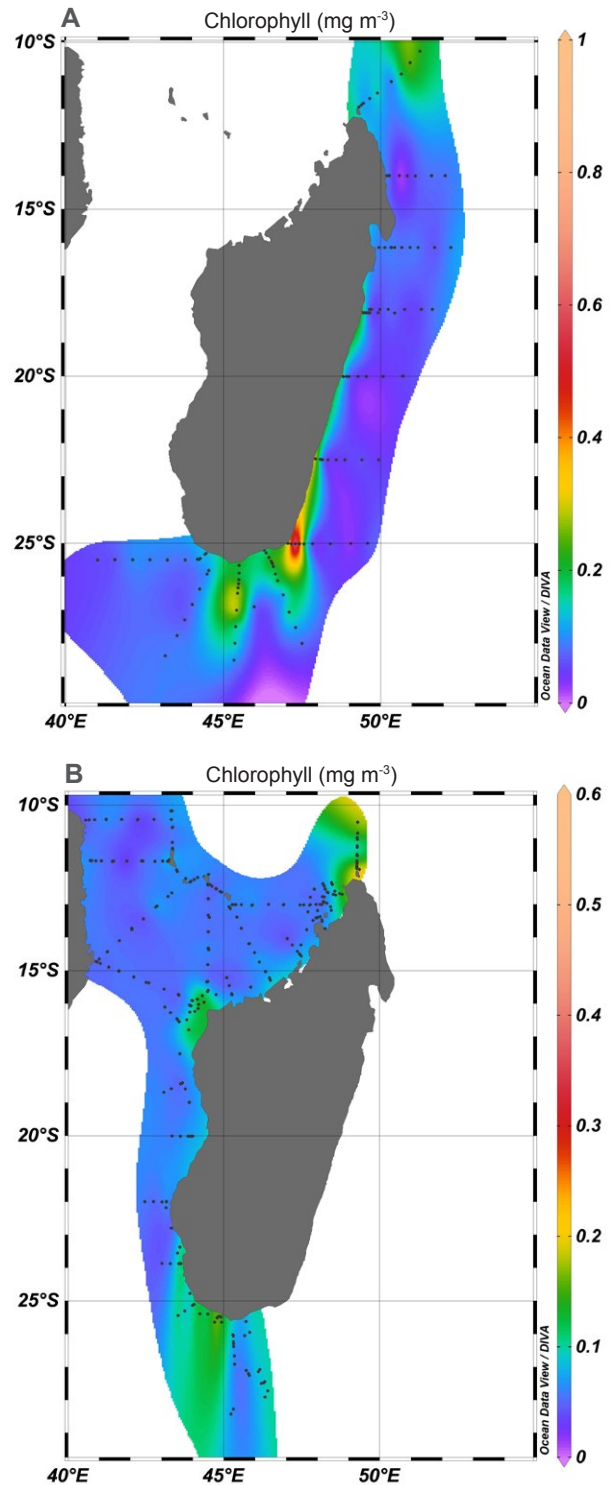 A
Chlorophyll (mg m-3)
10°S
15°S
20°S
25°S
40°E
45°E
50°E
1
0.8
0.6
0.4
0.2
0
Ocean Data View / DIVA
B
Chlorophyll (mg m-3)
10°S
15°S
20°S
25°S
40°E
45°E
50°E
0.6
0.5
0.4
0.3
0.2
0.1
0
Ocean Data View / DIVA